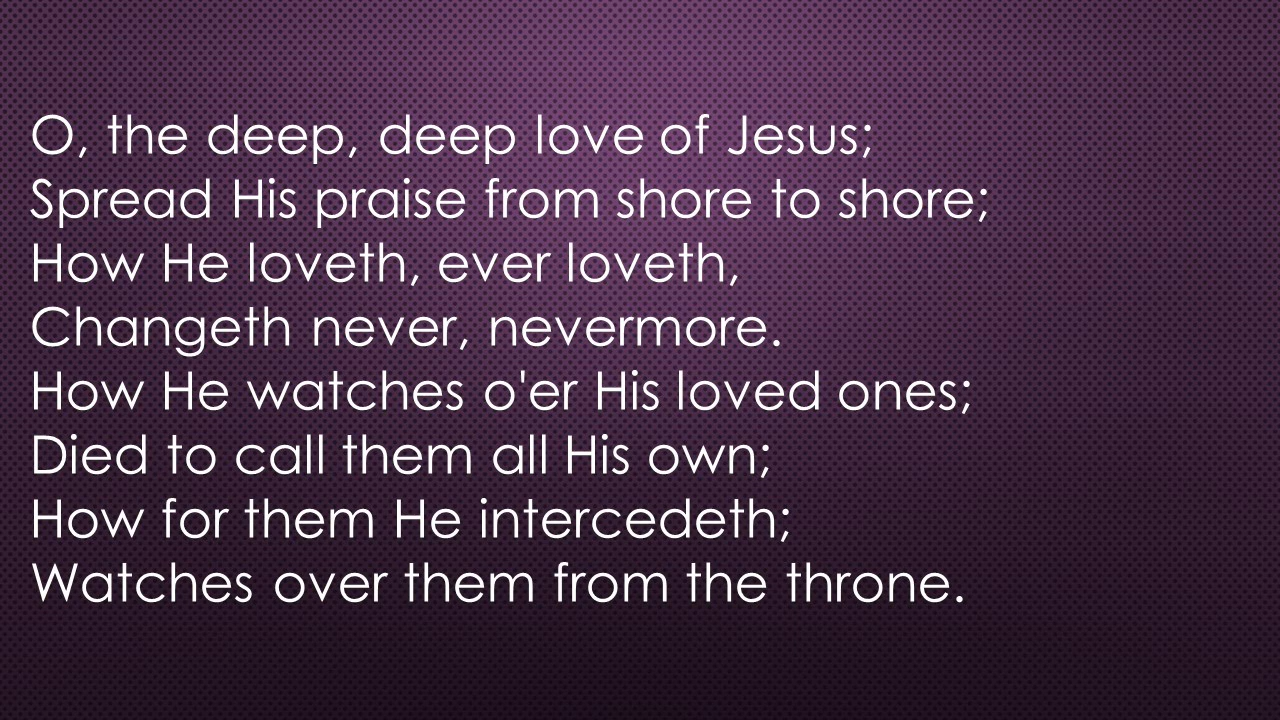 O, the deep, deep love of Jesus;
Spread His praise from shore to shore;
How He loveth, ever loveth,
Changeth never, nevermore.
How He watches o'er His loved ones;
Died to call them all His own;
How for them He intercedeth;
Watches over them from the throne.